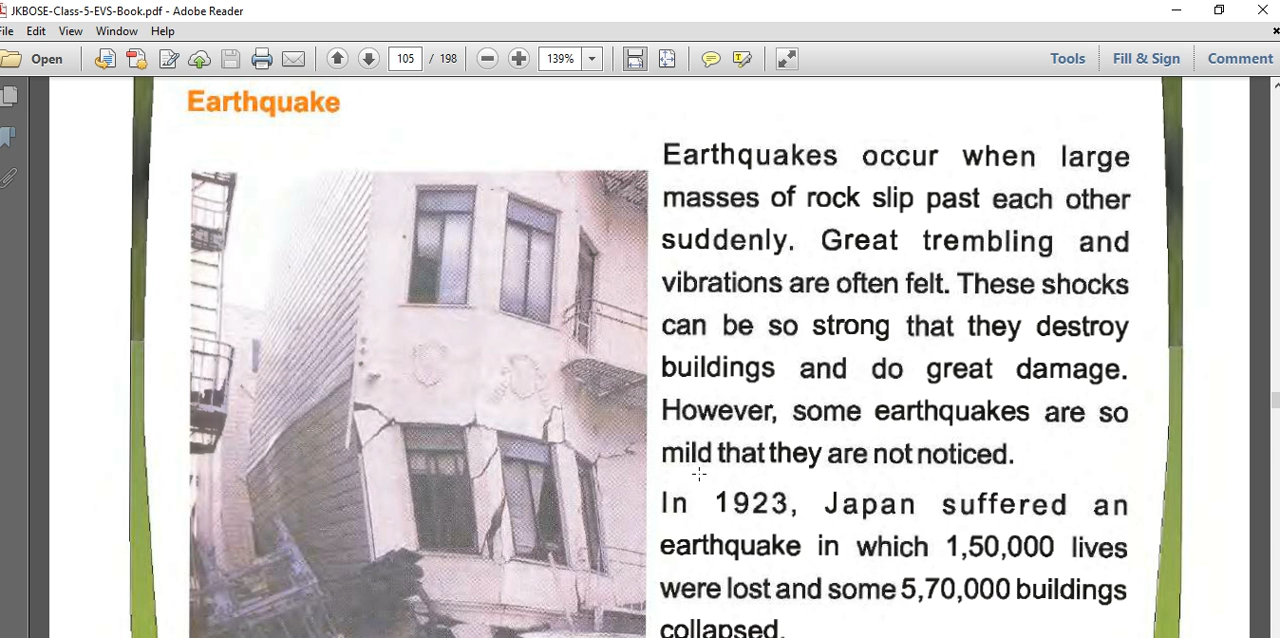 JKBOSE-Class-5-EVS-Book.pdf - Adobe Reader
File Edit View Window Help
Open 105 / 198 139% Tools Fill & Sign Comment
Earthquake
Earthquakes occur when large
masses of rock slip past each other
suddenly. Great trembling and
vibrations are often felt. These shocks
can be so strong that they destroy
buildings and do great damage.
However, some earthquakes are so
mild that they are not noticed.
In 1923, Japan suffered an
earthquake in which 1,50,000 lives
were lost and some 5,70,000 buildings
collapsed.